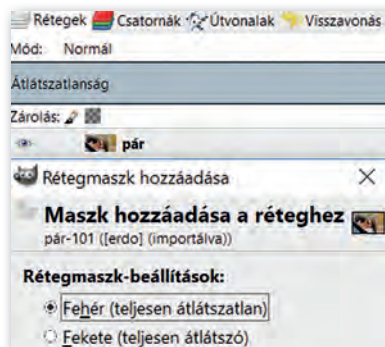 Rétegek Csatornák Útvonalak Visszavonás
Mód: Normál
Átlátszatlanság
Zárolás:
pár
Rétegmaszk hozzáadása
Maszk hozzáadása a réteghez
pár-101 ([erdo] (importálva))
Rétegmaszk-beállítások:
Fehér (teljesen átlátszatlan)
Fekete (teljesen átlátszó)